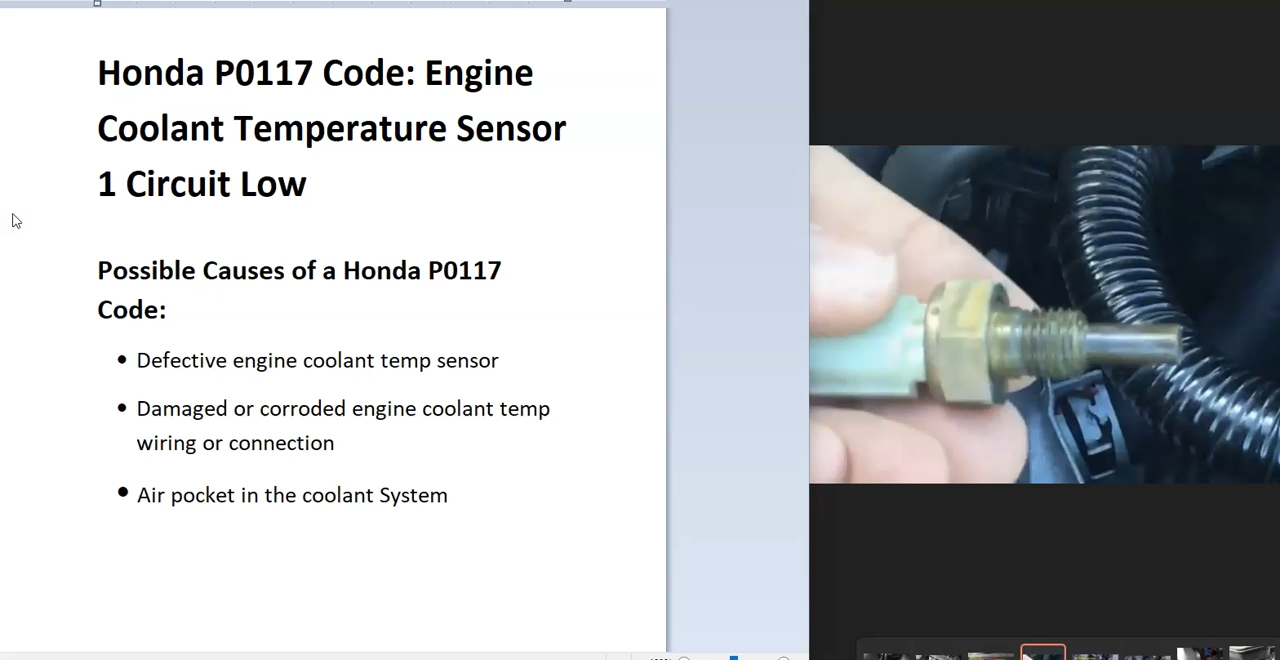 Honda P0117 Code: Engine
Coolant Temperature Sensor
1 Circuit Low
Possible Causes of a Honda P0117
Code:
• Defective engine coolant temp sensor
• Damaged or corroded engine coolant temp
wiring or connection
• Air pocket in the coolant System